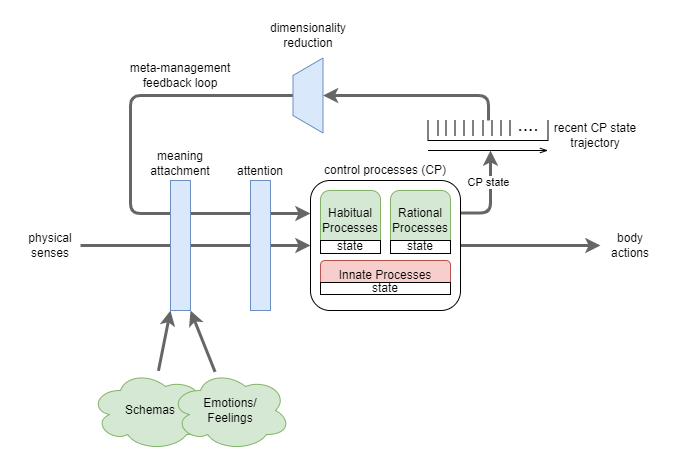 dimensionality
reduction
meta-management
feedback loop
....
recent CP state
trajectory
meaning
attachment
attention
control processes (CP)
CP state
Habitual
Processes
state
Rational
Processes
state
physical
senses
body
actions
Innate Processes
state
Schemas
Emotions/
Feelings